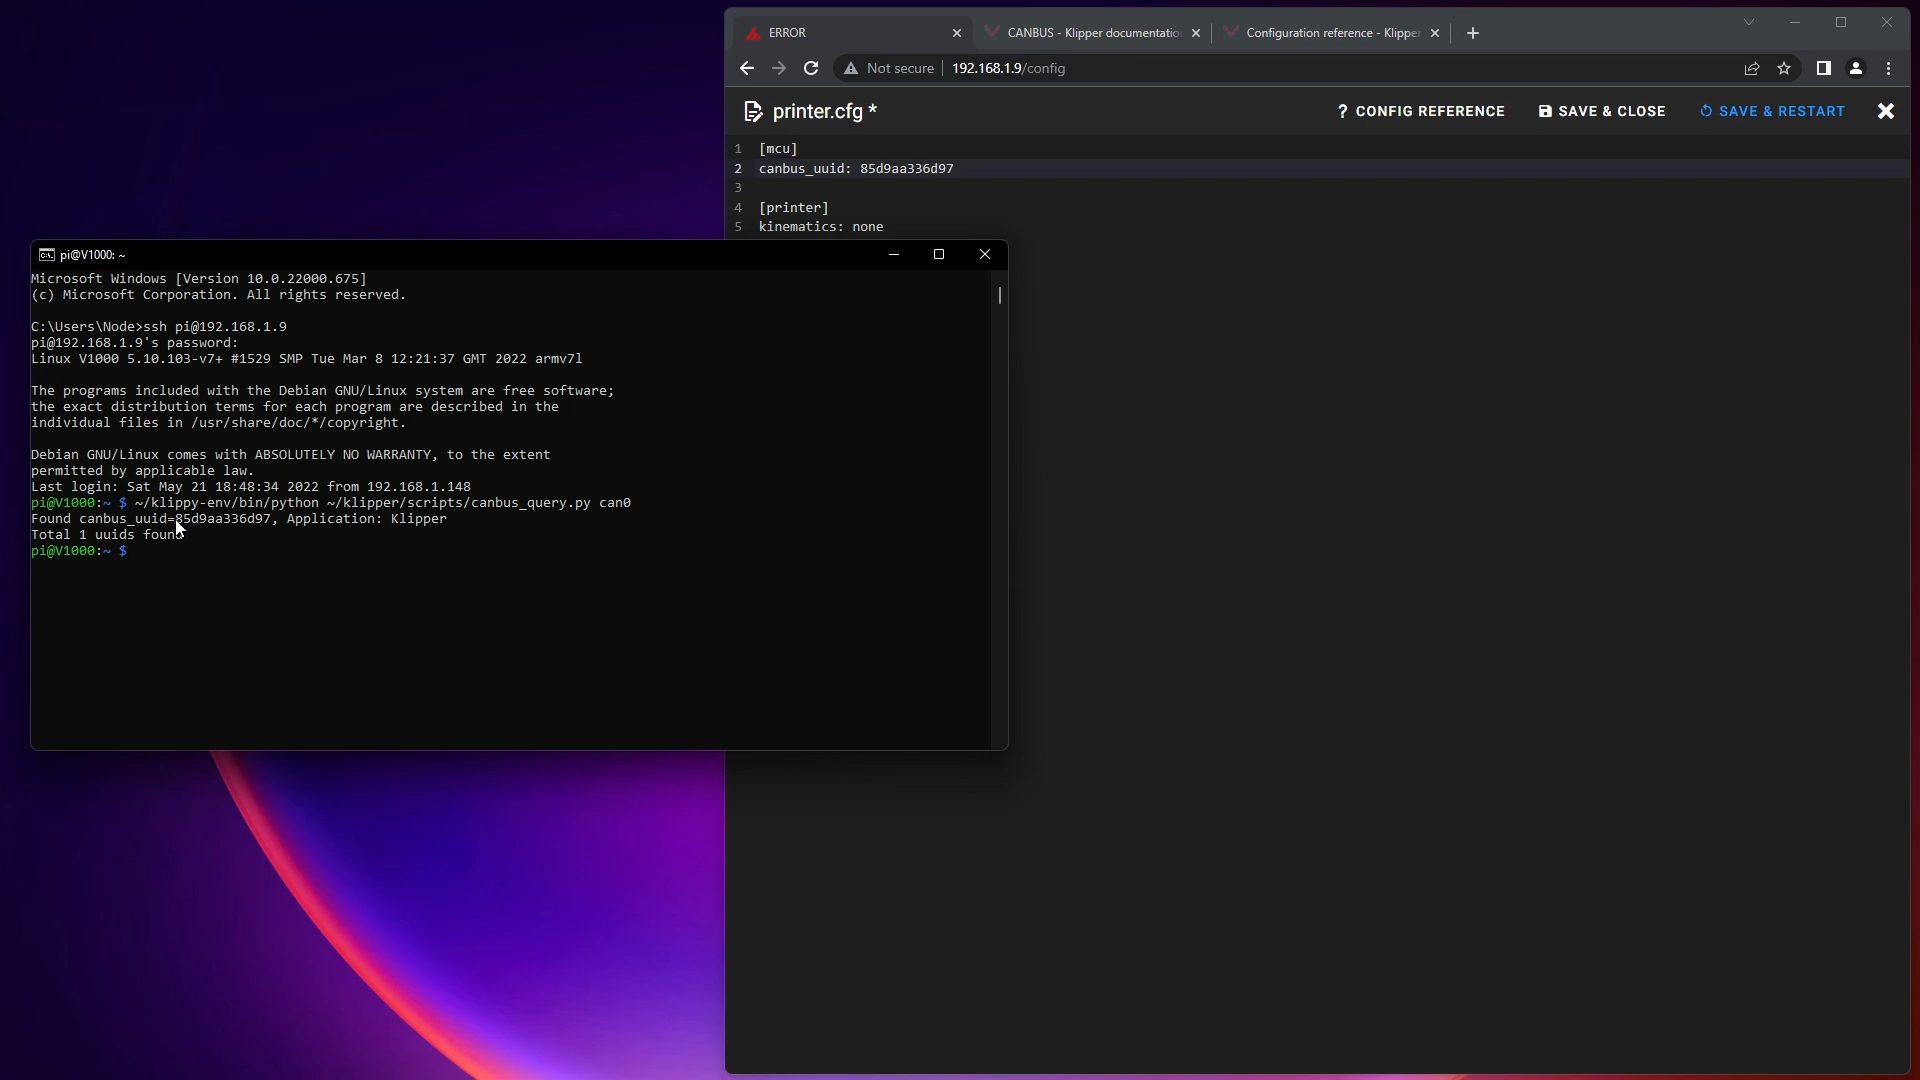 ERROR
CANBUS - Klipper documentatio
Configuration reference - Klipper
Not secure
192.168.1.9/config
printer.cfg *
? CONFIG REFERENCE
SAVE & CLOSE
SAVE & RESTART
1 [mcu]
2 canbus_uuid: 85d9aa336d97
3
4 [printer]
5 kinematics: none
pi@V1000: ~
Microsoft Windows [Version 10.0.22000.675]
(c) Microsoft Corporation. All rights reserved.
C:\Users\Node>ssh pi@192.168.1.9
pi@192.168.1.9's password:
Linux V1000 5.10.103-v7+ #1529 SMP Tue Mar 8 12:21:37 GMT 2022 armv7l
The programs included with the Debian GNU/Linux system are free software;
the exact distribution terms for each program are described in the
individual files in /usr/share/doc/*/copyright.
Debian GNU/Linux comes with ABSOLUTELY NO WARRANTY, to the extent
permitted by applicable law.
Last login: Sat May 21 18:48:34 2022 from 192.168.1.148
pi@V1000:~ $ ~/klippy-env/bin/python ~/klipper/scripts/canbus_query.py can0
Found canbus_uuid=85d9aa336d97, Application: Klipper
Total 1 uuids found
pi@V1000:~ $